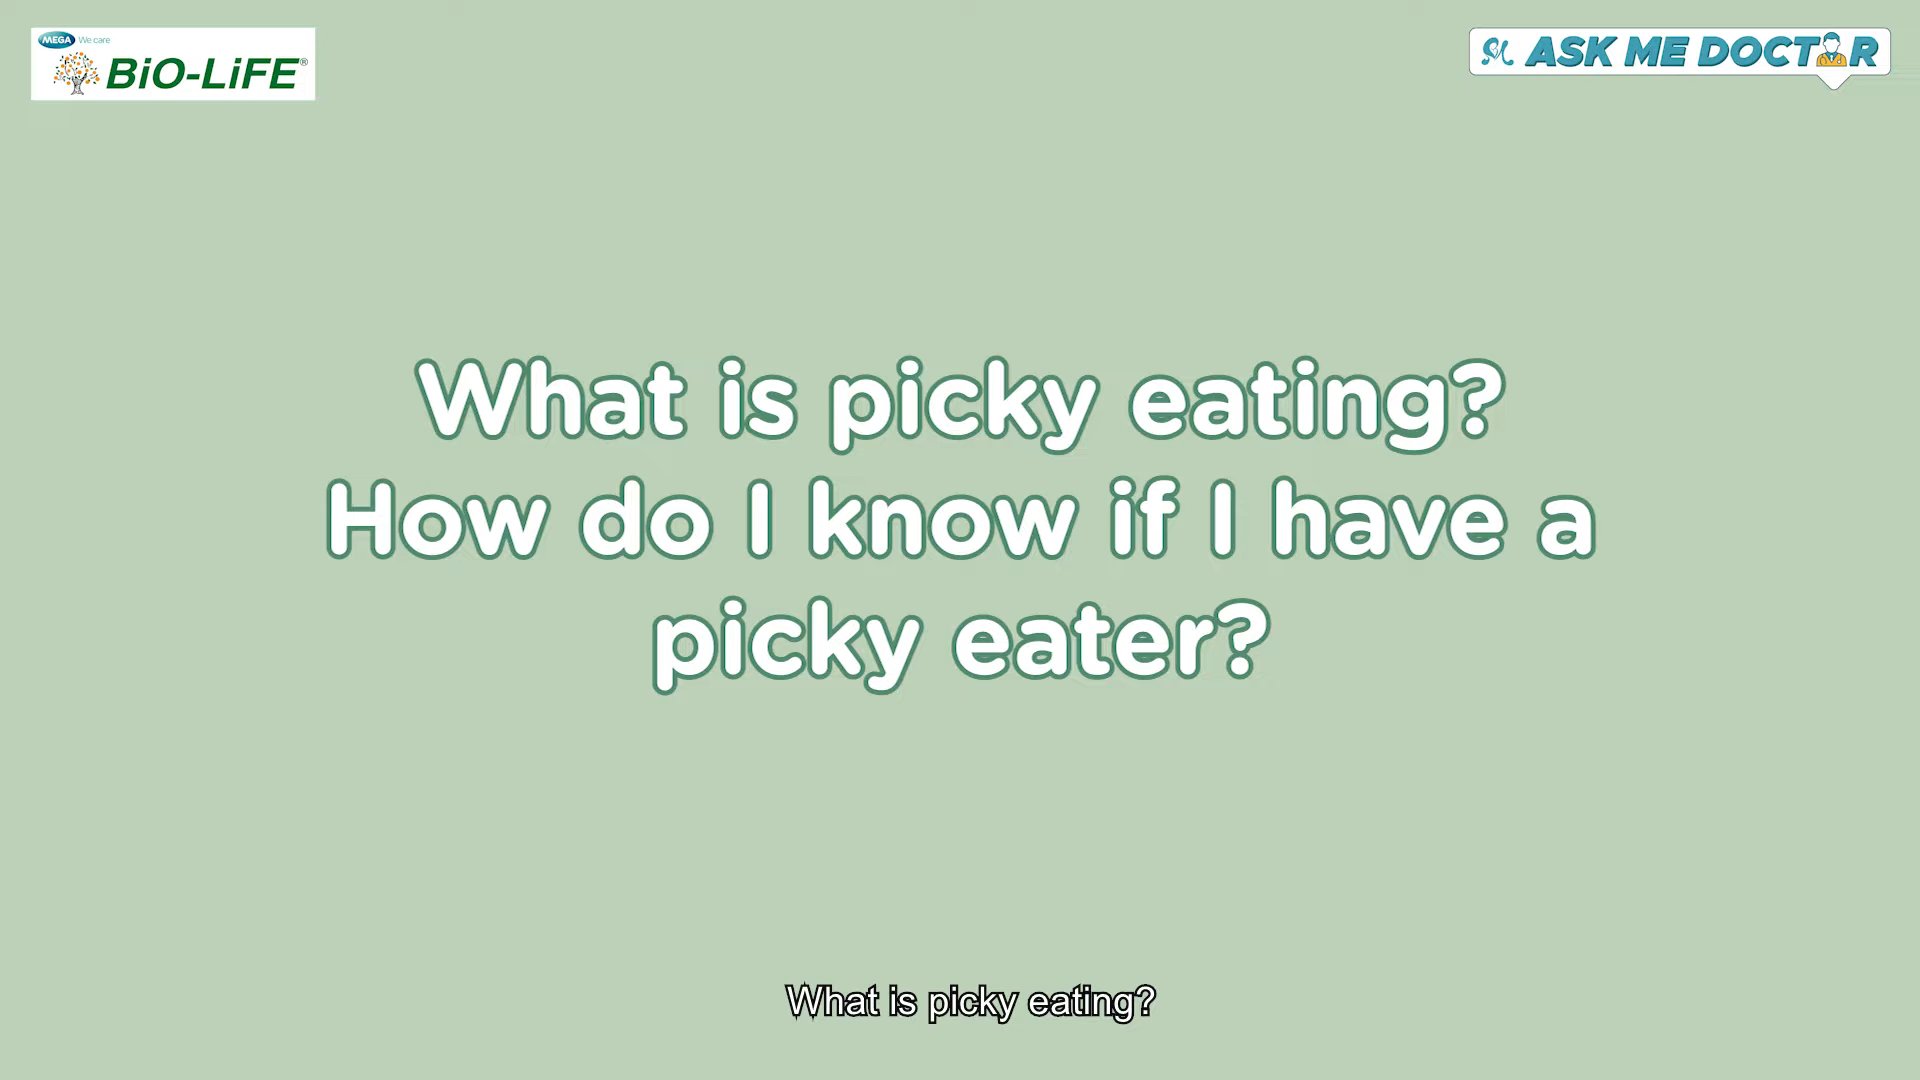 MEGA We care
BiO-LiFE®
ASK ME DOCTOR
What is picky eating?
How do I know if I have a
picky eater?
What is picky eating?